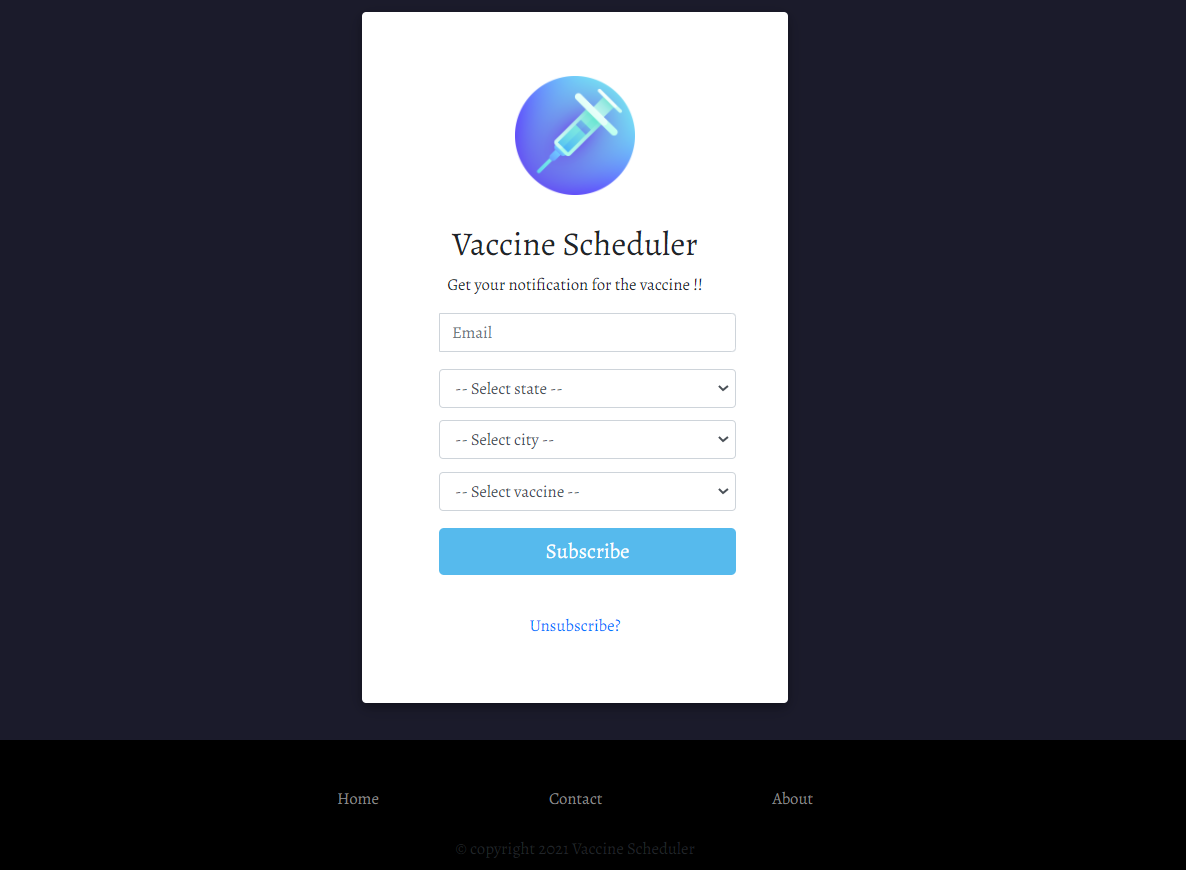 Vaccine Scheduler
Get your notification for the vaccine !!
Email
-- Select state --
-- Select city --
-- Select vaccine --
Subscribe
Unsubscribe?
Home Contact About
© copyright 2021 Vaccine Scheduler